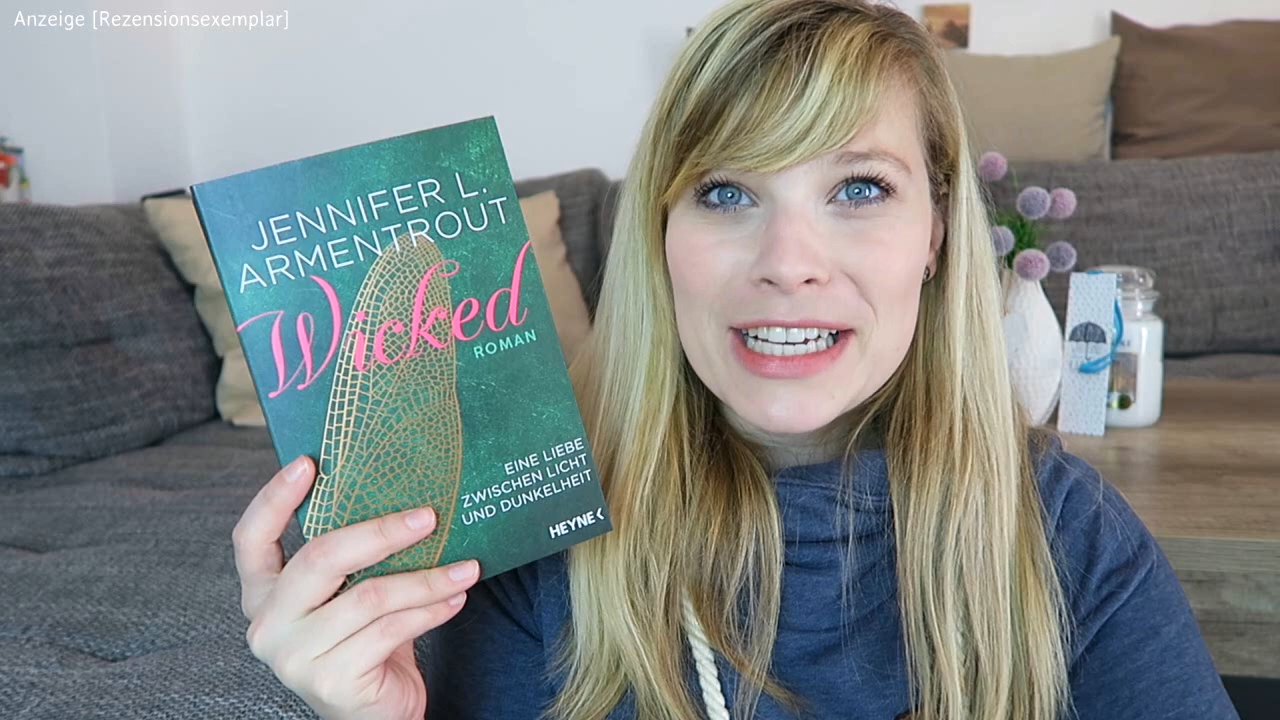 Anzeige [Rezensionsexemplar]
JENNIFER L.
ARMENTROUT
Wicked
ROMAN
EINE LIEBE
ZWISCHEN LICHT
UND DUNKELHEIT
HEYNE<